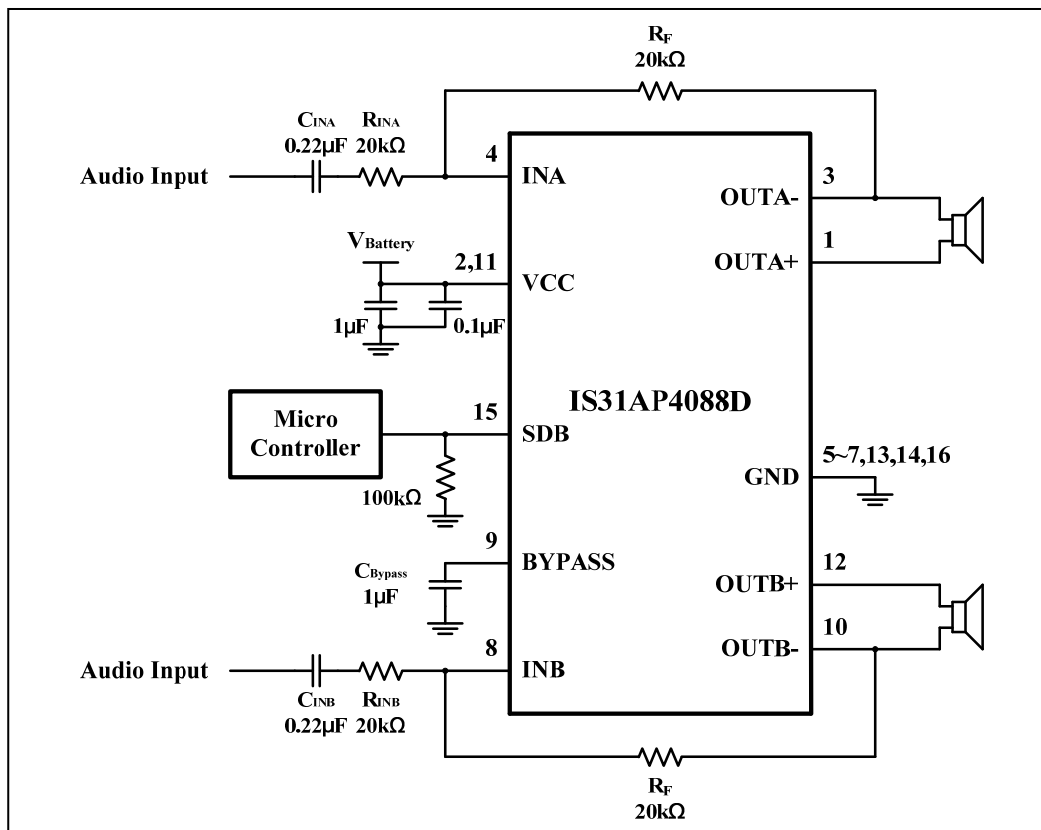 RF
20kΩ
CINA
0.22µF
RINA
20kΩ
Audio Input
4
INA
3
OUTA-
1
OUTA+
VBattery
2,11
VCC
1µF
0.1µF
IS31AP4088D
Micro
Controller
15
SDB
100kΩ
5~7,13,14,16
GND
9
BYPASS
CBypass
1µF
12
OUTB+
10
OUTB-
Audio Input
8
INB
CINB
0.22µF
RINB
20kΩ
RF
20kΩ